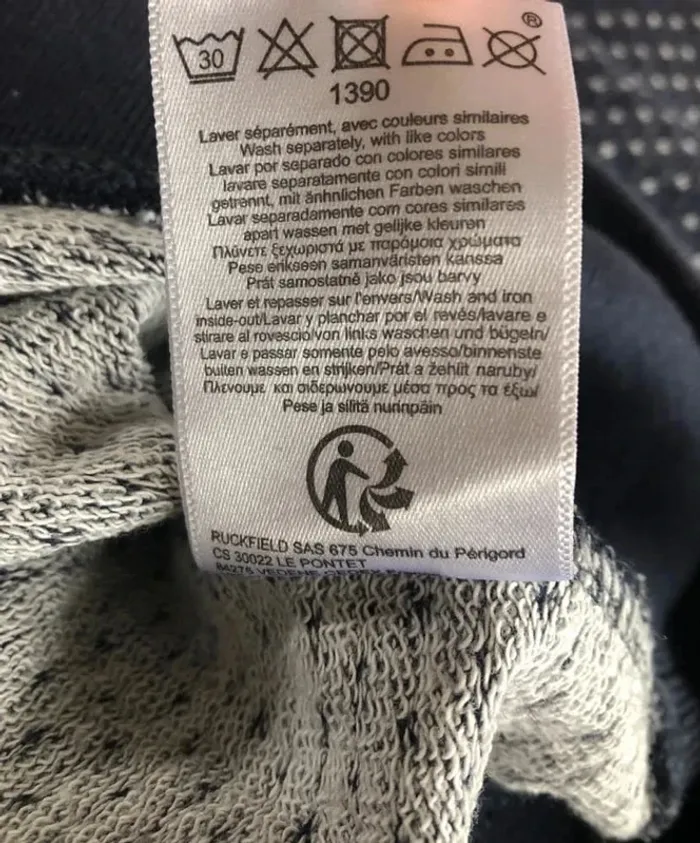 ®
30
1390
Laver séparément, avec couleurs similaires
Wash separately, with like colors
Lavar por separado con colores similares
lavare separatamente con colori simili
getrennt, mit änhnlichen Farben waschen
Lavar separadamente com cores similares
apart wassen met gelijke kleuren
Πλύνετε ξεχωριστά με παρόμοια χρώματα
Pese erikseen samanväristen kanssa
Prát samostatně jako jsou barvy
Laver et repasser sur l'envers/Wash and iron
inside-out/Lavar y planchar por el revés/lavare e
stirare al rovescio/von links waschen und bügeln/
Lavar e passar somente pelo avesso/binnenste
buiten wassen en strijken/Prát a žehlit naruby/
Πλενουμε και σιδερώνουμε μέσα προς τα έξω/
Pese ja silitä nurinpäin
RUCKFIELD SAS 675 Chemin du Périgord
CS 30022 LE PONTET
84275 VEDENE